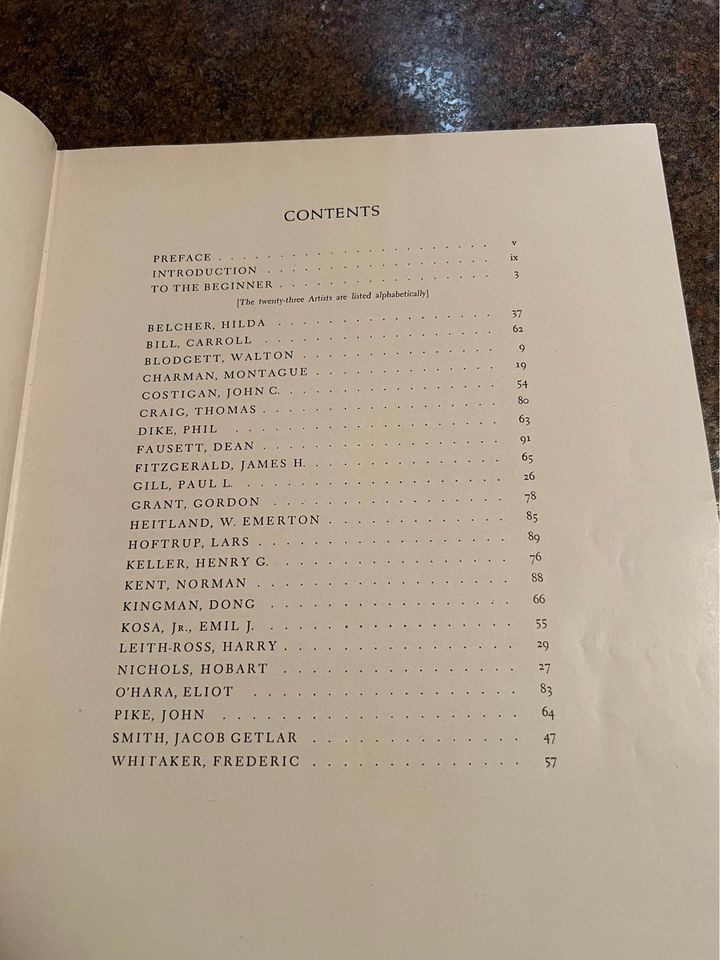 CONTENTS
PREFACE . . . . . . . . . . . . . . . . . . . . . . v
INTRODUCTION . . . . . . . . . . . . . . . . . . . ix
TO THE BEGINNER . . . . . . . . . . . . . . . . . . 3
[The twenty-three Artists are listed alphabetically]
BELCHER, HILDA . . . . . . . . . . . . . . . . . . 37
BILL, CARROLL . . . . . . . . . . . . . . . . . . . 62
BLODGETT, WALTON . . . . . . . . . . . . . . . . 9
CHARMAN, MONTAGUE . . . . . . . . . . . . . . . 19
COSTIGAN, JOHN C. . . . . . . . . . . . . . . . . . 54
CRAIG, THOMAS . . . . . . . . . . . . . . . . . . . 80
DIKE, PHIL . . . . . . . . . . . . . . . . . . . . 63
FAUSETT, DEAN . . . . . . . . . . . . . . . . . . . 91
FITZGERALD, JAMES H. . . . . . . . . . . . . . . . 65
GILL, PAUL L. . . . . . . . . . . . . . . . . . . . 26
GRANT, GORDON . . . . . . . . . . . . . . . . . . 78
HEITLAND, W. EMERTON . . . . . . . . . . . . . . 85
HOFTRUP, LARS . . . . . . . . . . . . . . . . . . . 89
KELLER, HENRY G. . . . . . . . . . . . . . . . . . 76
KENT, NORMAN . . . . . . . . . . . . . . . . . . . 88
KINGMAN, DONG . . . . . . . . . . . . . . . . . . 66
KOSA, JR., EMIL J. . . . . . . . . . . . . . . . . . 55
LEITH-ROSS, HARRY . . . . . . . . . . . . . . . . . 29
NICHOLS, HOBART . . . . . . . . . . . . . . . . . 27
O'HARA, ELIOT . . . . . . . . . . . . . . . . . . 83
PIKE, JOHN . . . . . . . . . . . . . . . . . . . . 64
SMITH, JACOB GETLAR . . . . . . . . . . . . . . 47
WHITAKER, FREDERIC . . . . . . . . . . . . . . 57